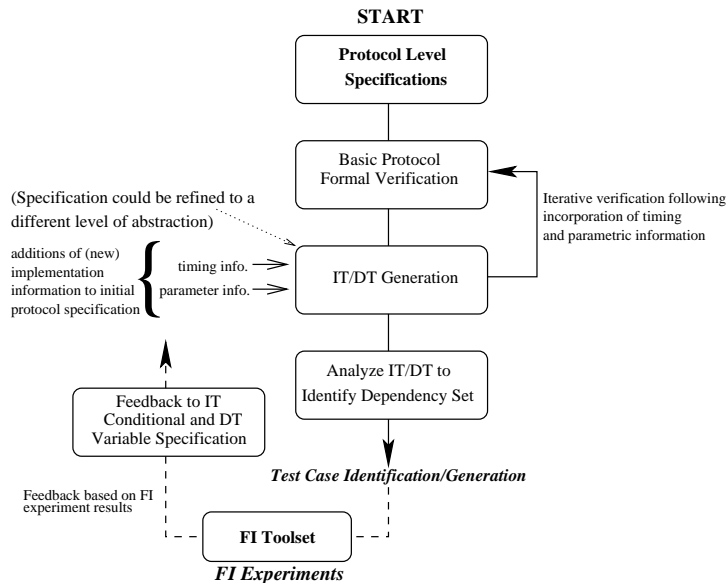 START
Protocol Level
Specifications
Basic Protocol
Formal Verification
(Specification could be refined to a
different level of abstraction)
Iterative verification following
incorporation of timing
and parametric information
additions of (new)
implementation
information to initial
protocol specification
timing info.
parameter info.
IT/DT Generation
Analyze IT/DT to
Identify Dependency Set
Feedback to IT
Conditional and DT
Variable Specification
Test Case Identification/Generation
Feedback based on FI
experiment results
FI Toolset
FI Experiments